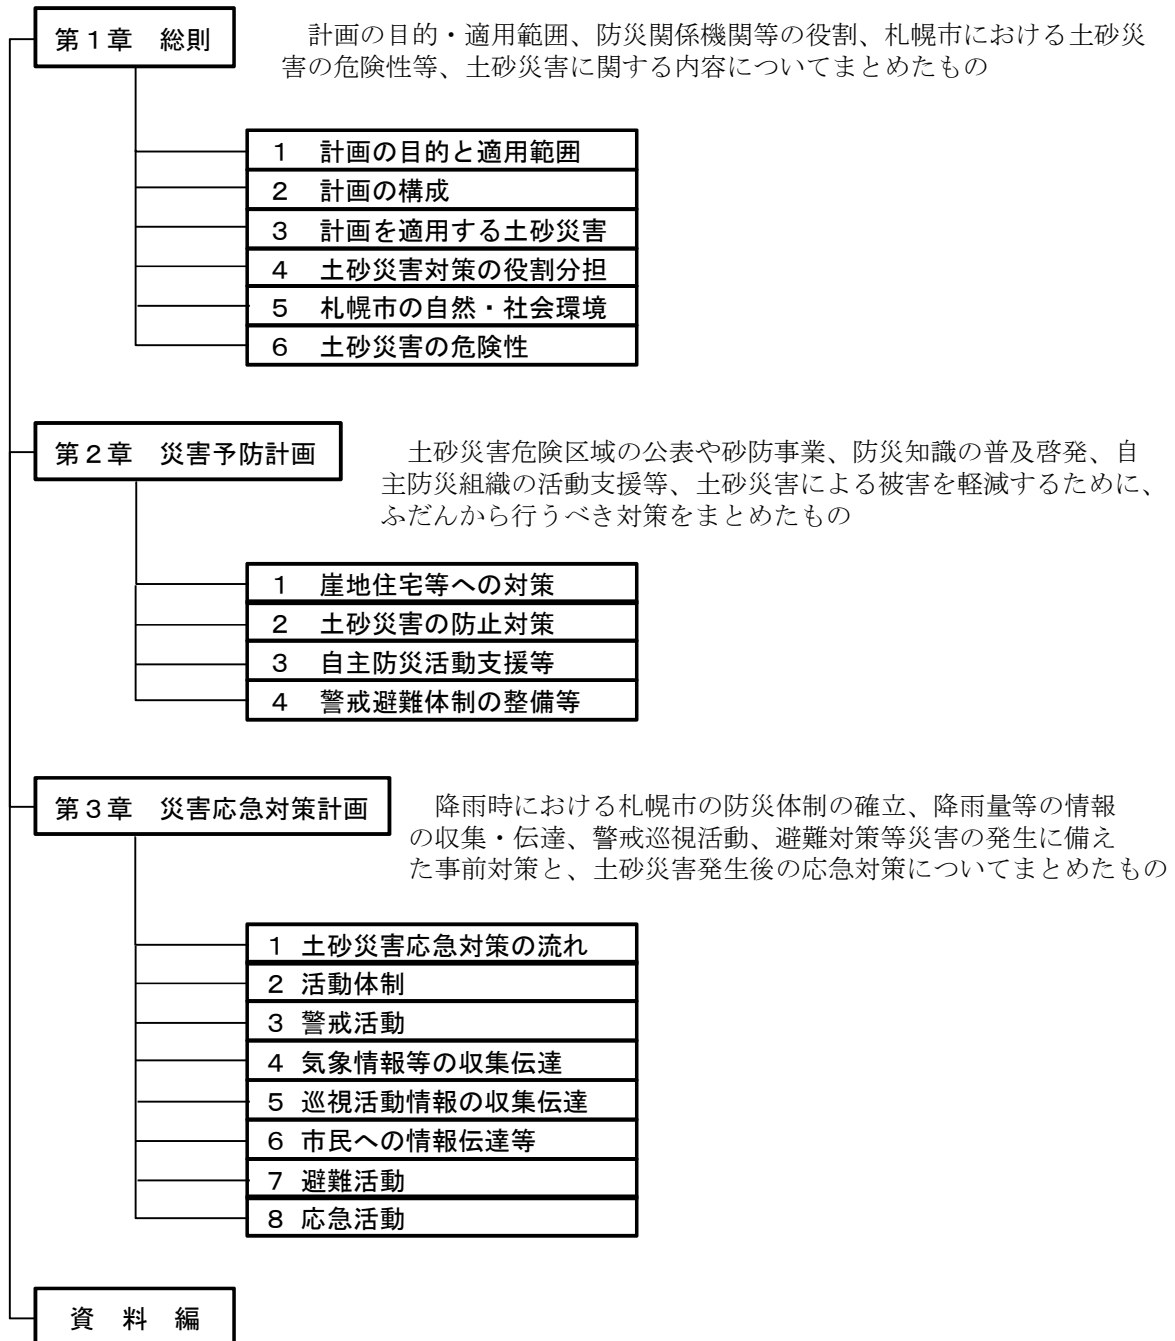 第１章　総則
計画の目的・適用範囲、防災関係機関等の役割、札幌市における土砂災
害の危険性等、土砂災害に関する内容についてまとめたもの
１　計画の目的と適用範囲
２　計画の構成
３　計画を適用する土砂災害
４　土砂災害対策の役割分担
５　札幌市の自然・社会環境
６　土砂災害の危険性
第２章　災害予防計画
土砂災害危険区域の公表や砂防事業、防災知識の普及啓発、自
主防災組織の活動支援等、土砂災害による被害を軽減するために、
ふだんから行うべき対策をまとめたもの
１　崖地住宅等への対策
２　土砂災害の防止対策
３　自主防災活動支援等
４　警戒避難体制の整備等
第３章　災害応急対策計画
降雨時における札幌市の防災体制の確立、降雨量等の情報
の収集・伝達、警戒巡視活動、避難対策等災害の発生に備え
た事前対策と、土砂災害発生後の応急対策についてまとめたもの
１ 土砂災害応急対策の流れ
２ 活動体制
３ 警戒活動
４ 気象情報等の収集伝達
５ 巡視活動情報の収集伝達
６ 市民への情報伝達等
７ 避難活動
８ 応急活動
資　料　編